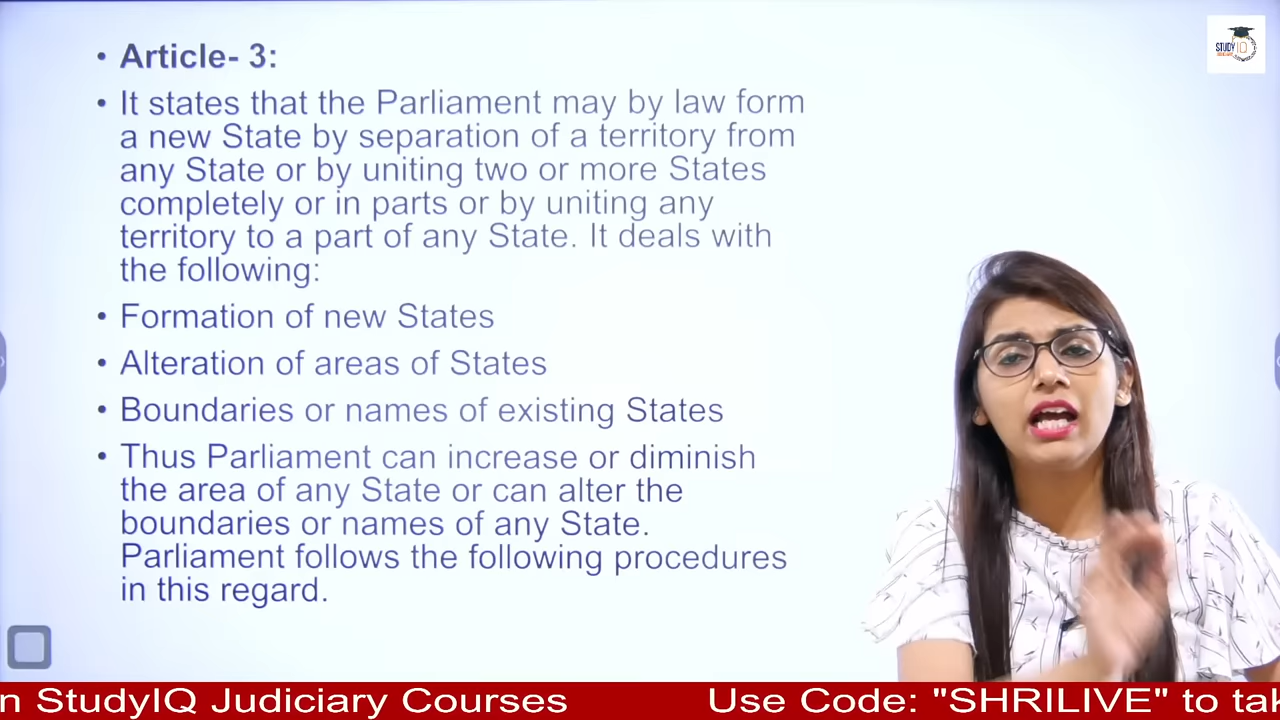 • Article- 3:
• It states that the Parliament may by law form
a new State by separation of a territory from
any State or by uniting two or more States
completely or in parts or by uniting any
territory to a part of any State. It deals with
the following:
• Formation of new States
• Alteration of areas of States
• Boundaries or names of existing States
• Thus Parliament can increase or diminish
the area of any State or can alter the
boundaries or names of any State.
Parliament follows the following procedures
in this regard.
STUDY IQ
n StudyIQ Judiciary Courses Use Code: "SHRILIVE" to tak